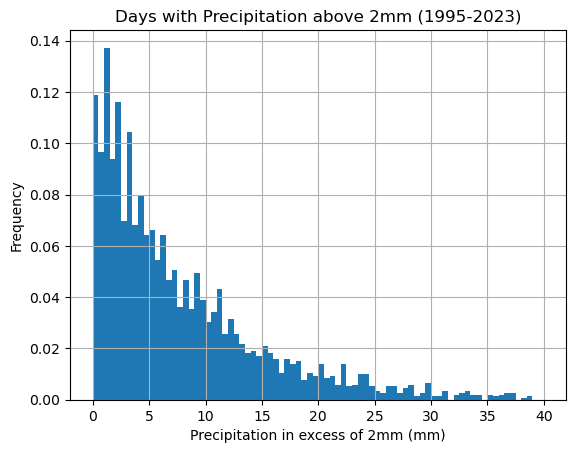 Days with Precipitation above 2mm (1995-2023)
0.14
0.12
0.10
0.08
0.06
0.04
0.02
0.00
Frequency
0 5 10 15 20 25 30 35 40
Precipitation in excess of 2mm (mm)